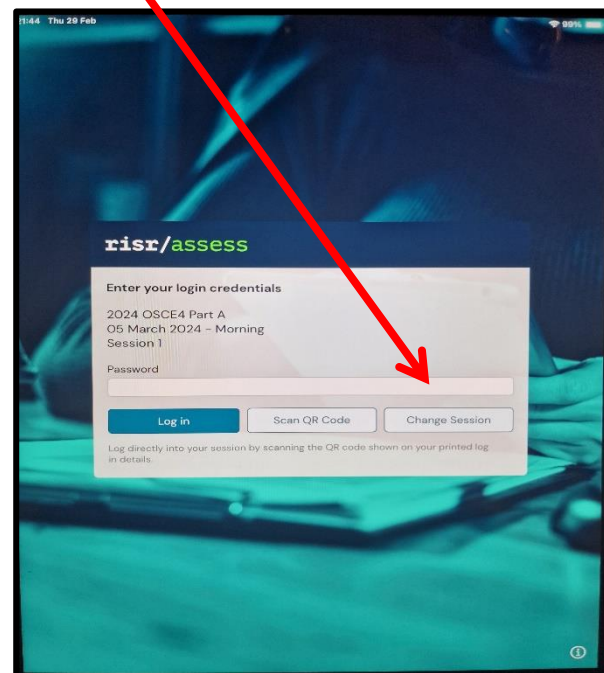 21:44 Thu 29 Feb
99%
risr/assess
Enter your login credentials
2024 OSCE4 Part A
05 March 2024 – Morning
Session 1
Password
Log in
Scan QR Code
Change Session
Log directly into your session by scanning the QR code shown on your printed log
in details.